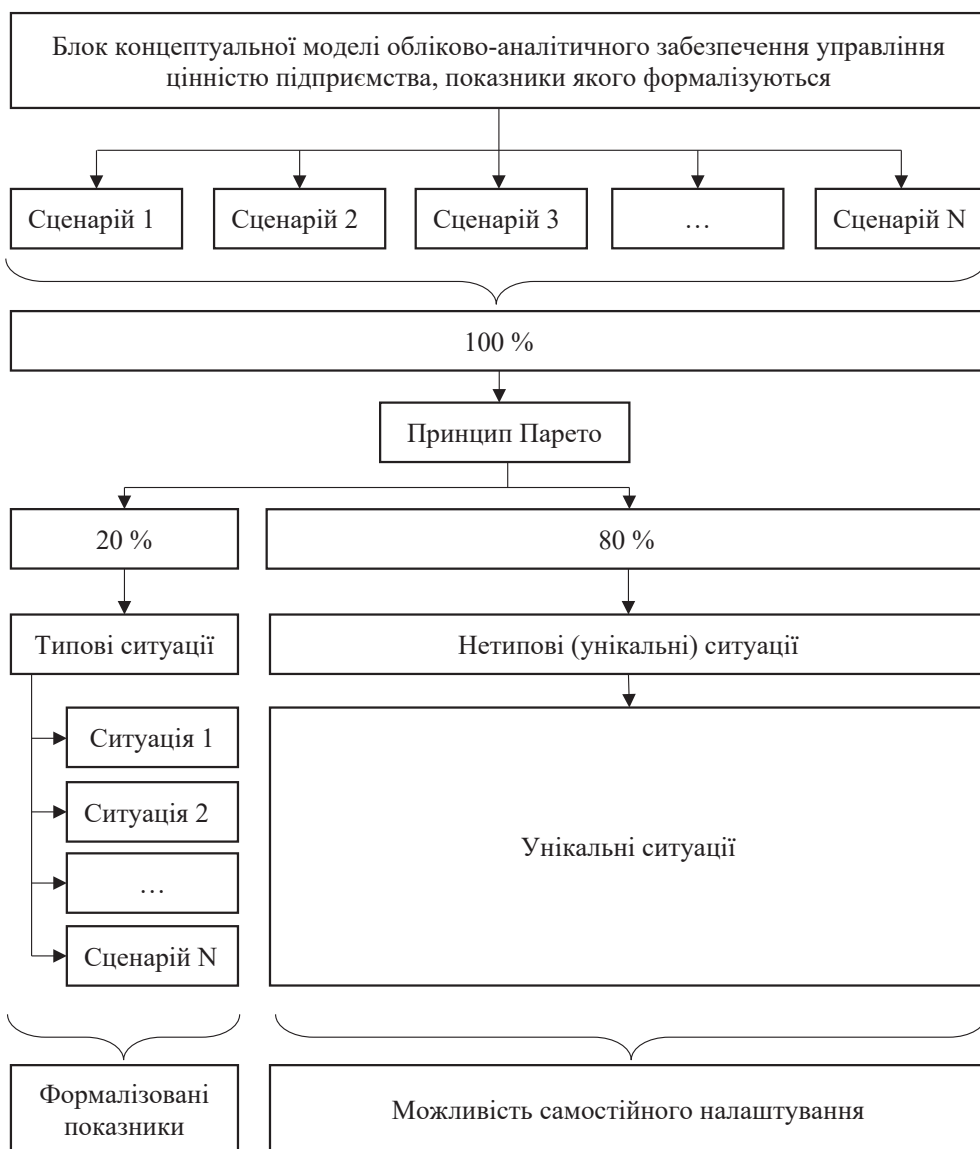 Блок концептуальної моделі обліково-аналітичного забезпечення управління
цінністю підприємства, показники якого формалізуються
Сценарій 1
Сценарій 2
Сценарій 3
…
Сценарій N
100 %
Принцип Парето
20 %
80 %
Типові ситуації
Нетипові (унікальні) ситуації
Ситуація 1
Ситуація 2
…
Сценарій N
Унікальні ситуації
Формалізовані
показники
Можливість самостійного налаштування